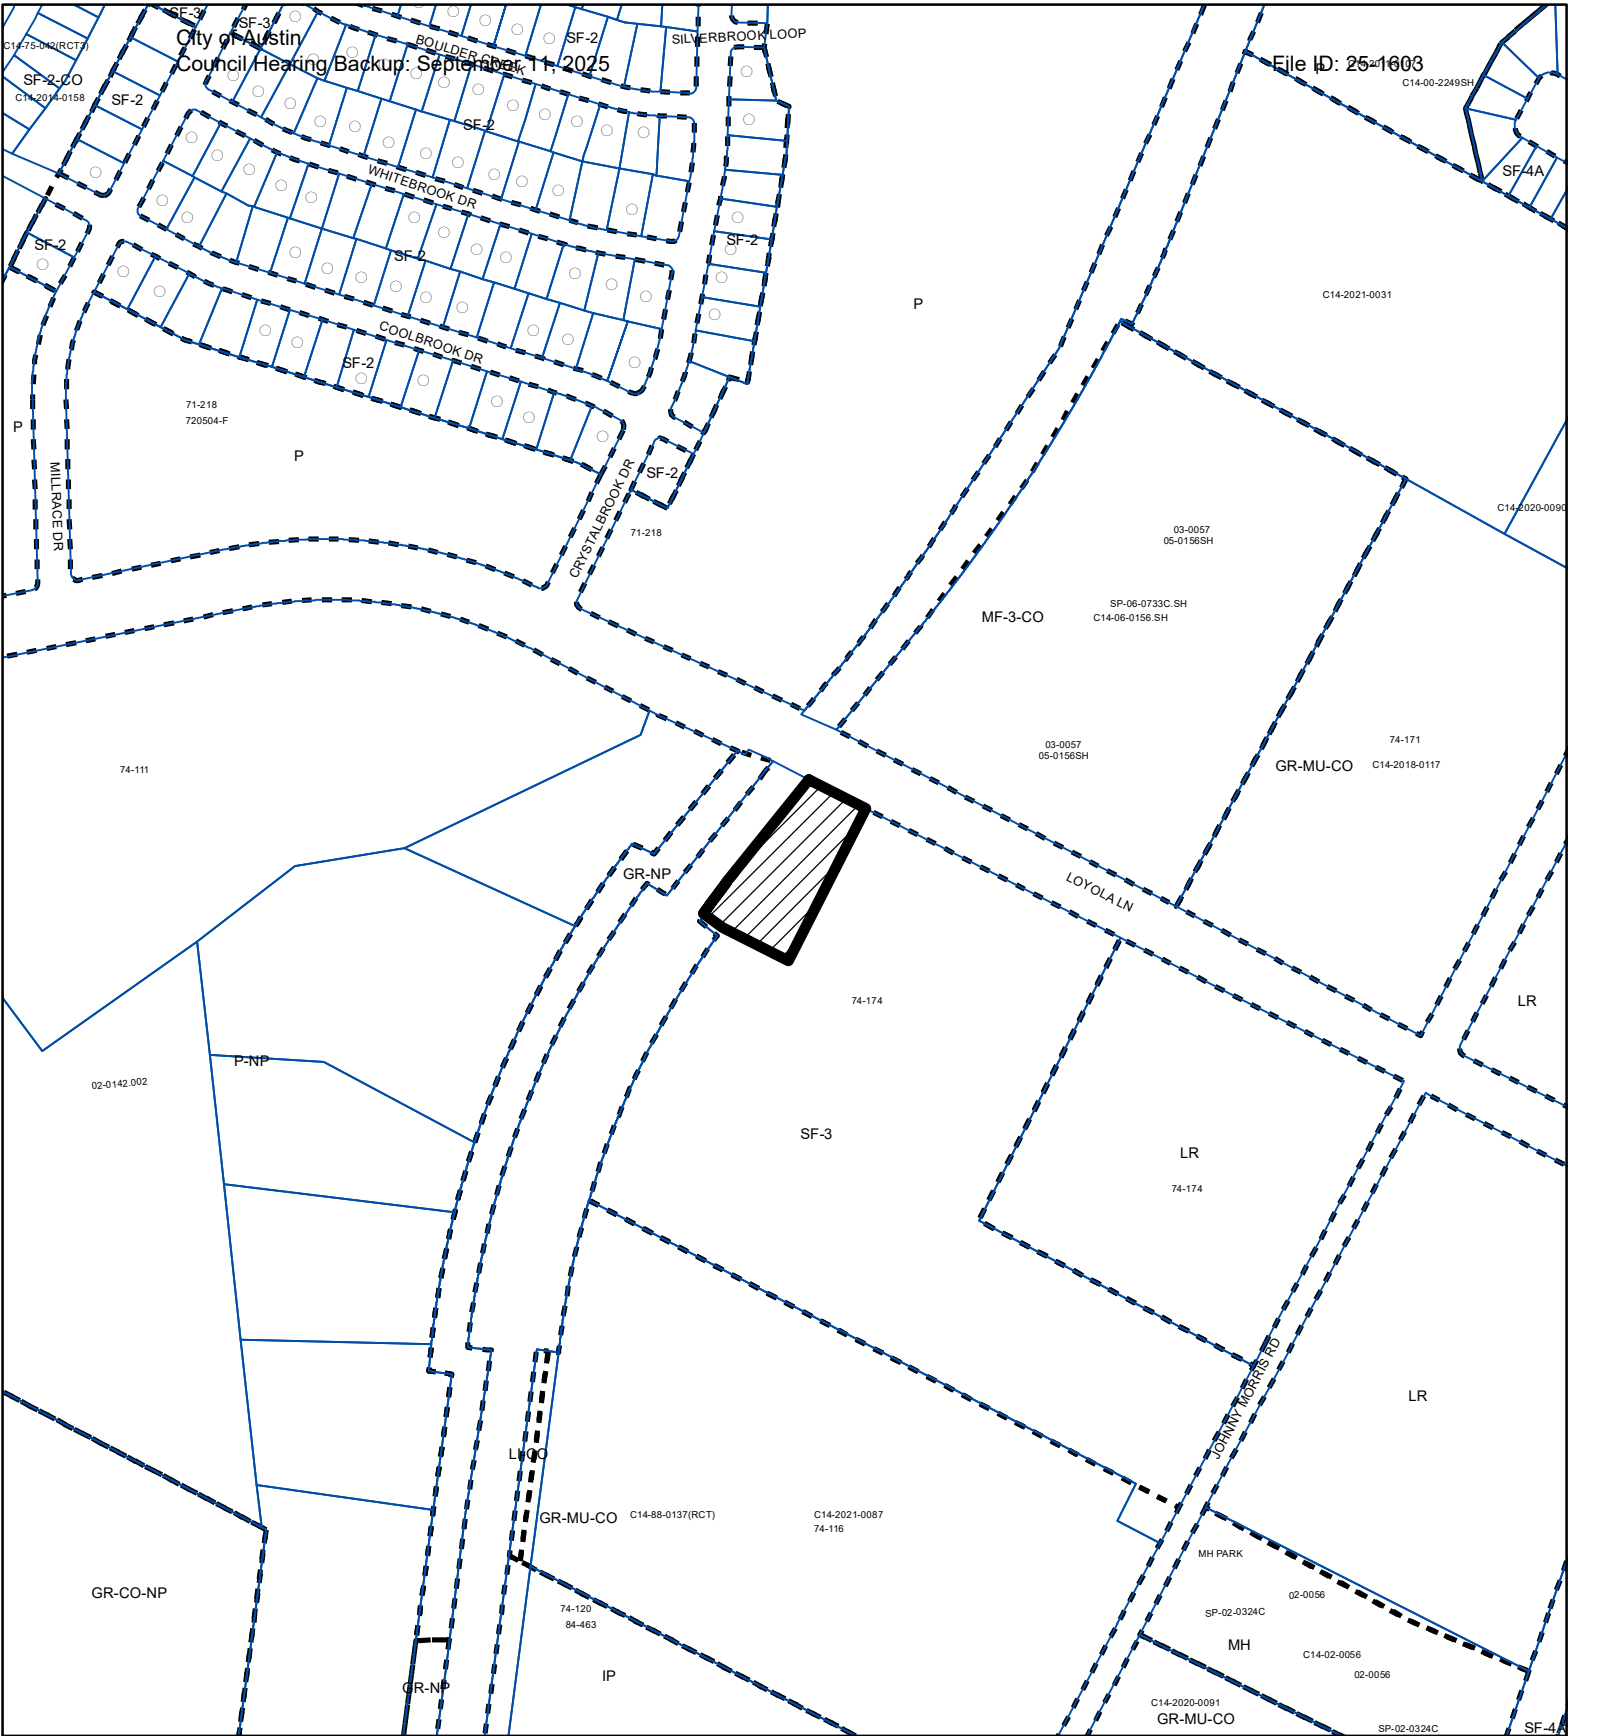 SF-3
SF-3
City of Austin
C14-75-042(RCT3)
SF-2
SILVERBROOK LOOP
BOULDER CREEK
Council Hearing Backup: September 11, 2025
File ID: 25-1603
P
SF-2-CO
C14-2014-0158
C14-00-2249SH
SF-2
SF-2
SF-4A
WHITEBROOK DR
SF-2
SF-2
SF-2
C14-2021-0031
P
COOLBROOK DR
SF-2
71-218
720504-F
P
P
MILLRACE DR
SF-2
CRYSTALBROOK DR
71-218
C14-2020-0090
03-0057
05-0156SH
SP-06-0733C.SH
MF-3-CO
C14-06-0156.SH
03-0057
05-0156SH
74-171
GR-MU-CO
C14-2018-0117
74-111
GR-NP
LOYOLA LN
74-174
LR
P-NP
02-0142.002
SF-3
LR
74-174
JOHNNY MORRIS RD
LR
LI-CO
GR-MU-CO
C14-88-0137(RCT)
C14-2021-0087
74-116
MH PARK
GR-CO-NP
02-0056
74-120
SP-02-0324C
84-463
MH
C14-02-0056
IP
02-0056
GR-NP
C14-2020-0091
GR-MU-CO
SP-02-0324C
SF-4A